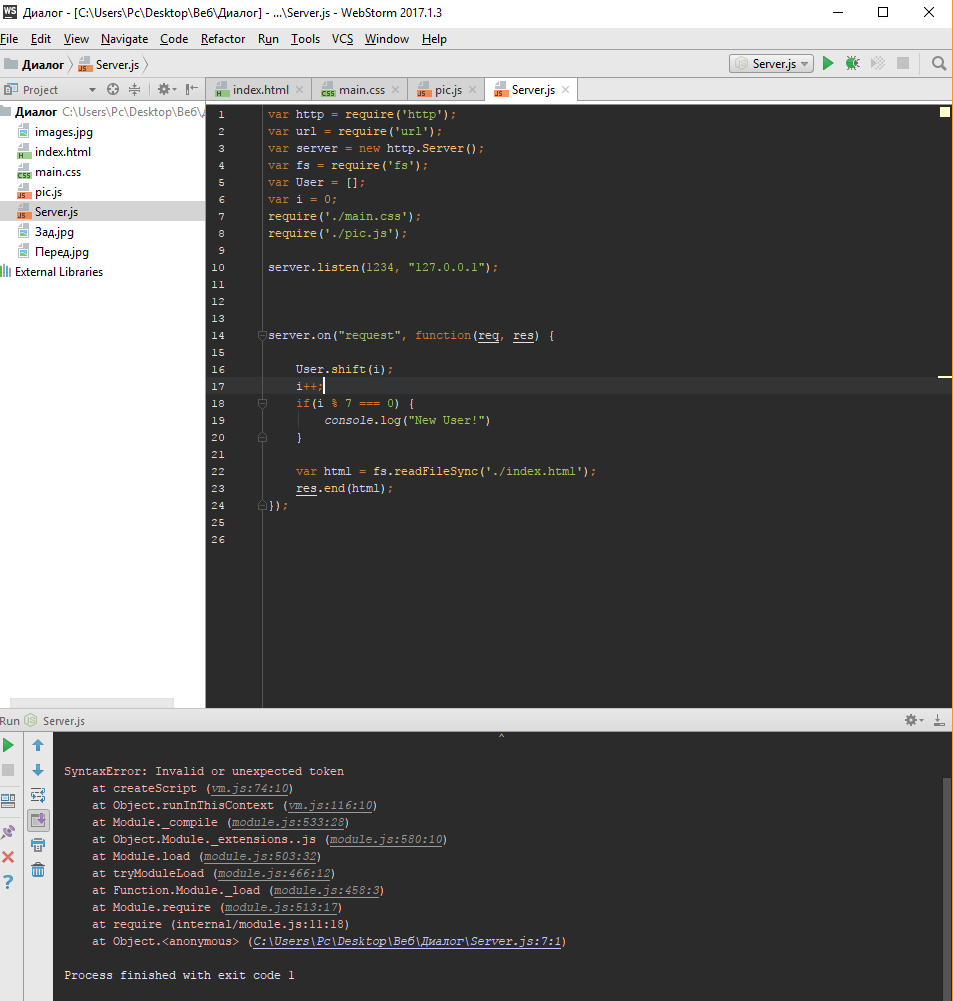 WS Диалог - [C:\Users\Pc\Desktop\Веб\Диалог] - ...\Server.js - WebStorm 2017.1.3
File Edit View Navigate Code Refactor Run Tools VCS Window Help
Диалог Server.js Server.js
Project index.html main.css pic.js Server.js
Диалог C:\Users\Pc\Desktop\Веб\Д
images.jpg
index.html
main.css
pic.js
Server.js
Зад.jpg
Перед.jpg
External Libraries
1 var http = require('http');
2 var url = require('url');
3 var server = new http.Server();
4 var fs = require('fs');
5 var User = [];
6 var i = 0;
7 require('./main.css');
8 require('./pic.js');
9
10 server.listen(1234, "127.0.0.1");
11
12
13
14 server.on("request", function(req, res) {
15
16 User.shift(i);
17 i++;
18 if(i % 7 === 0) {
19 console.log("New User!")
20 }
21
22 var html = fs.readFileSync('./index.html');
23 res.end(html);
24 });
25
26
Run Server.js
^
SyntaxError: Invalid or unexpected token
at createScript (vm.js:74:10)
at Object.runInThisContext (vm.js:116:10)
at Module._compile (module.js:533:28)
at Object.Module._extensions..js (module.js:580:10)
at Module.load (module.js:503:32)
at tryModuleLoad (module.js:466:12)
at Function.Module._load (module.js:458:3)
at Module.require (module.js:513:17)
at require (internal/module.js:11:18)
at Object.<anonymous> (C:\Users\Pc\Desktop\Веб\Диалог\Server.js:7:1)
Process finished with exit code 1